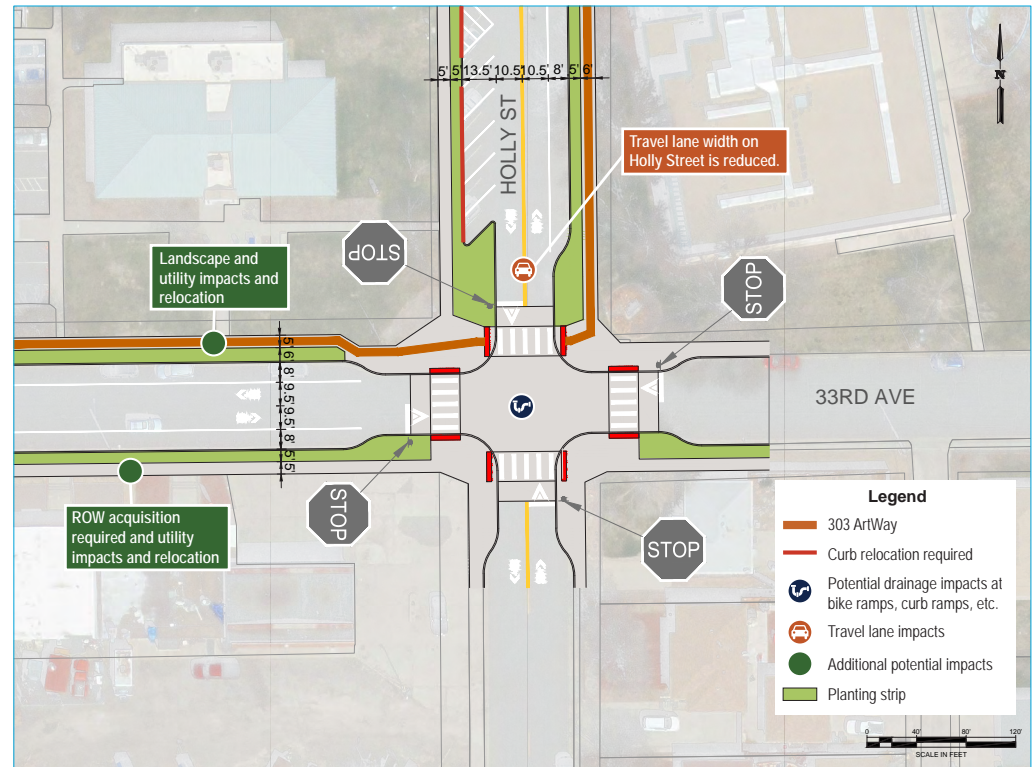 5' 5' 13.5' 10.5' 10.5' 8' 5' 6'
N
HOLLY ST
Travel lane width on
Holly Street is reduced.
STOP
Landscape and
utility impacts and
relocation
STOP
5' 6' 8' 9.5' 9.5' 8' 5' 5'
33RD AVE
ROW acquisition
required and utility
impacts and relocation
STOP
STOP
Legend
303 ArtWay
Curb relocation required
Potential drainage impacts at
bike ramps, curb ramps, etc.
Travel lane impacts
Additional potential impacts
Planting strip
0 40' 80' 120'
SCALE IN FEET